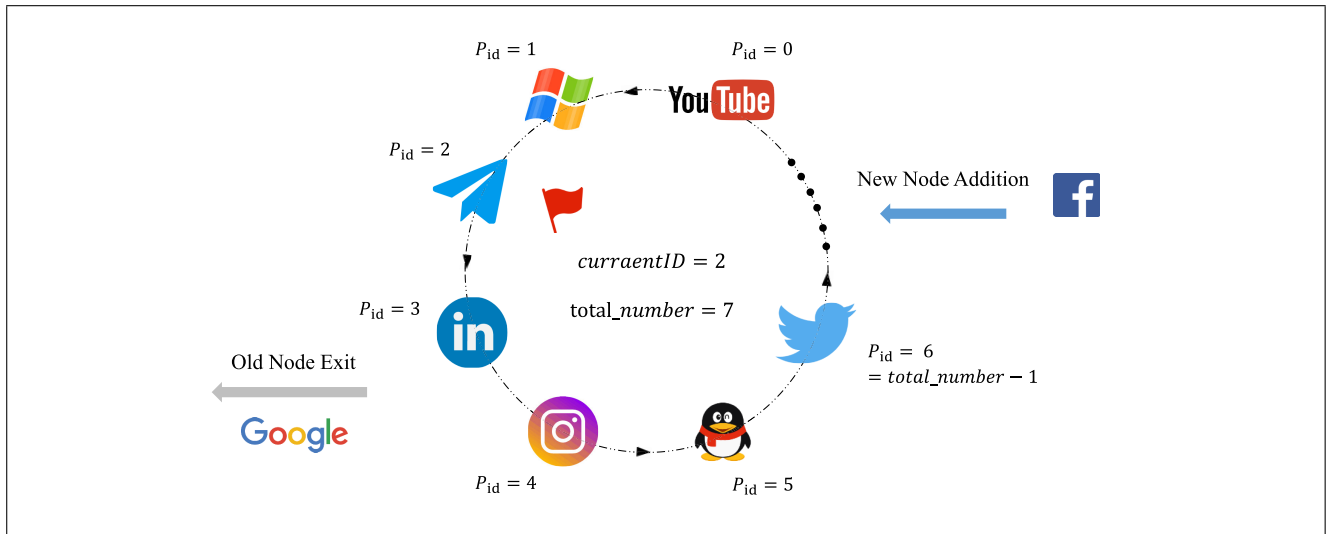 P_id = 1
P_id = 0
YouTube
P_id = 2
New Node Addition
f
curraentID = 2
total_number = 7
P_id = 3
in
P_id = 6
= total_number − 1
Old Node Exit
Google
P_id = 4
P_id = 5